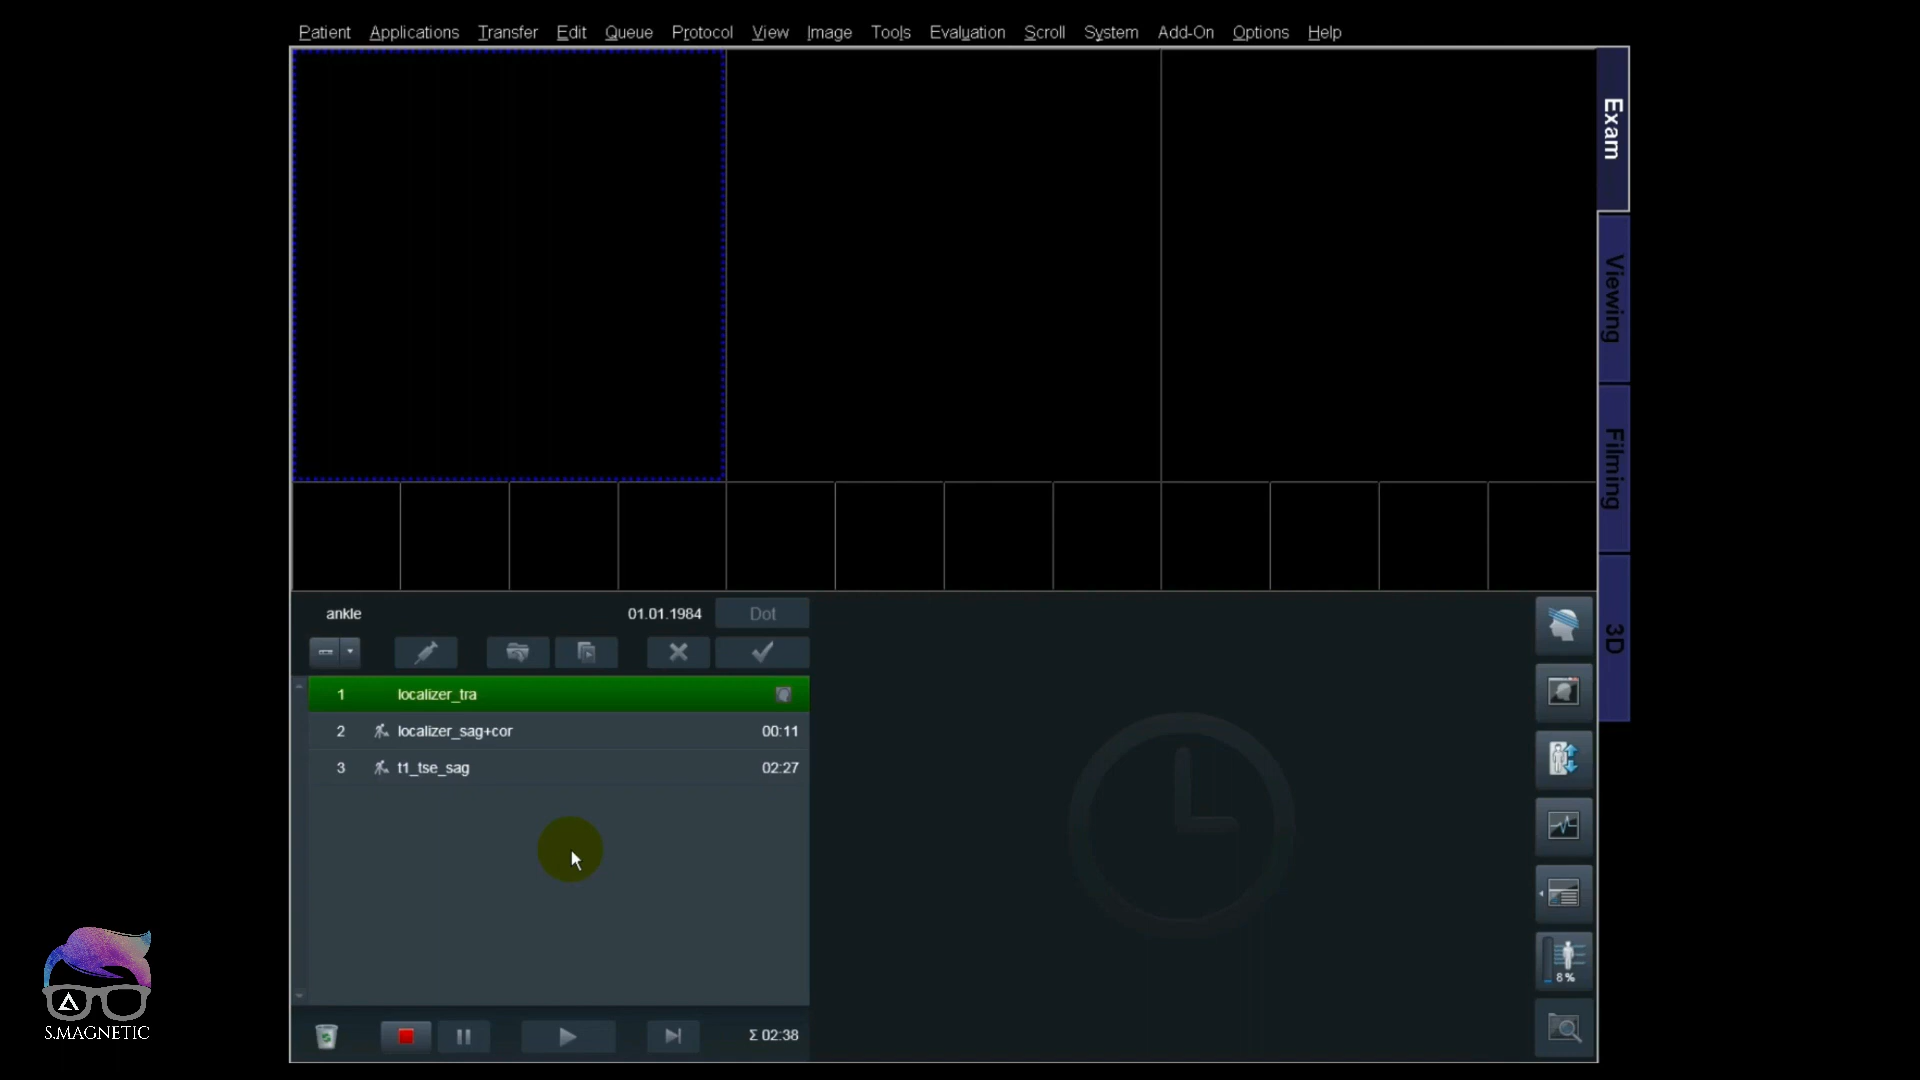 Patient Applications Transfer Edit Queue Protocol View Image Tools Evaluation Scroll System Add-On Options Help
Exam
Viewing
Filming
3D
ankle 01.01.1984 Dot
1 localizer_tra
2 localizer_sag+cor 00:11
3 t1_tse_sag 02:27
8%
Σ 02:38
S.MAGNETIC